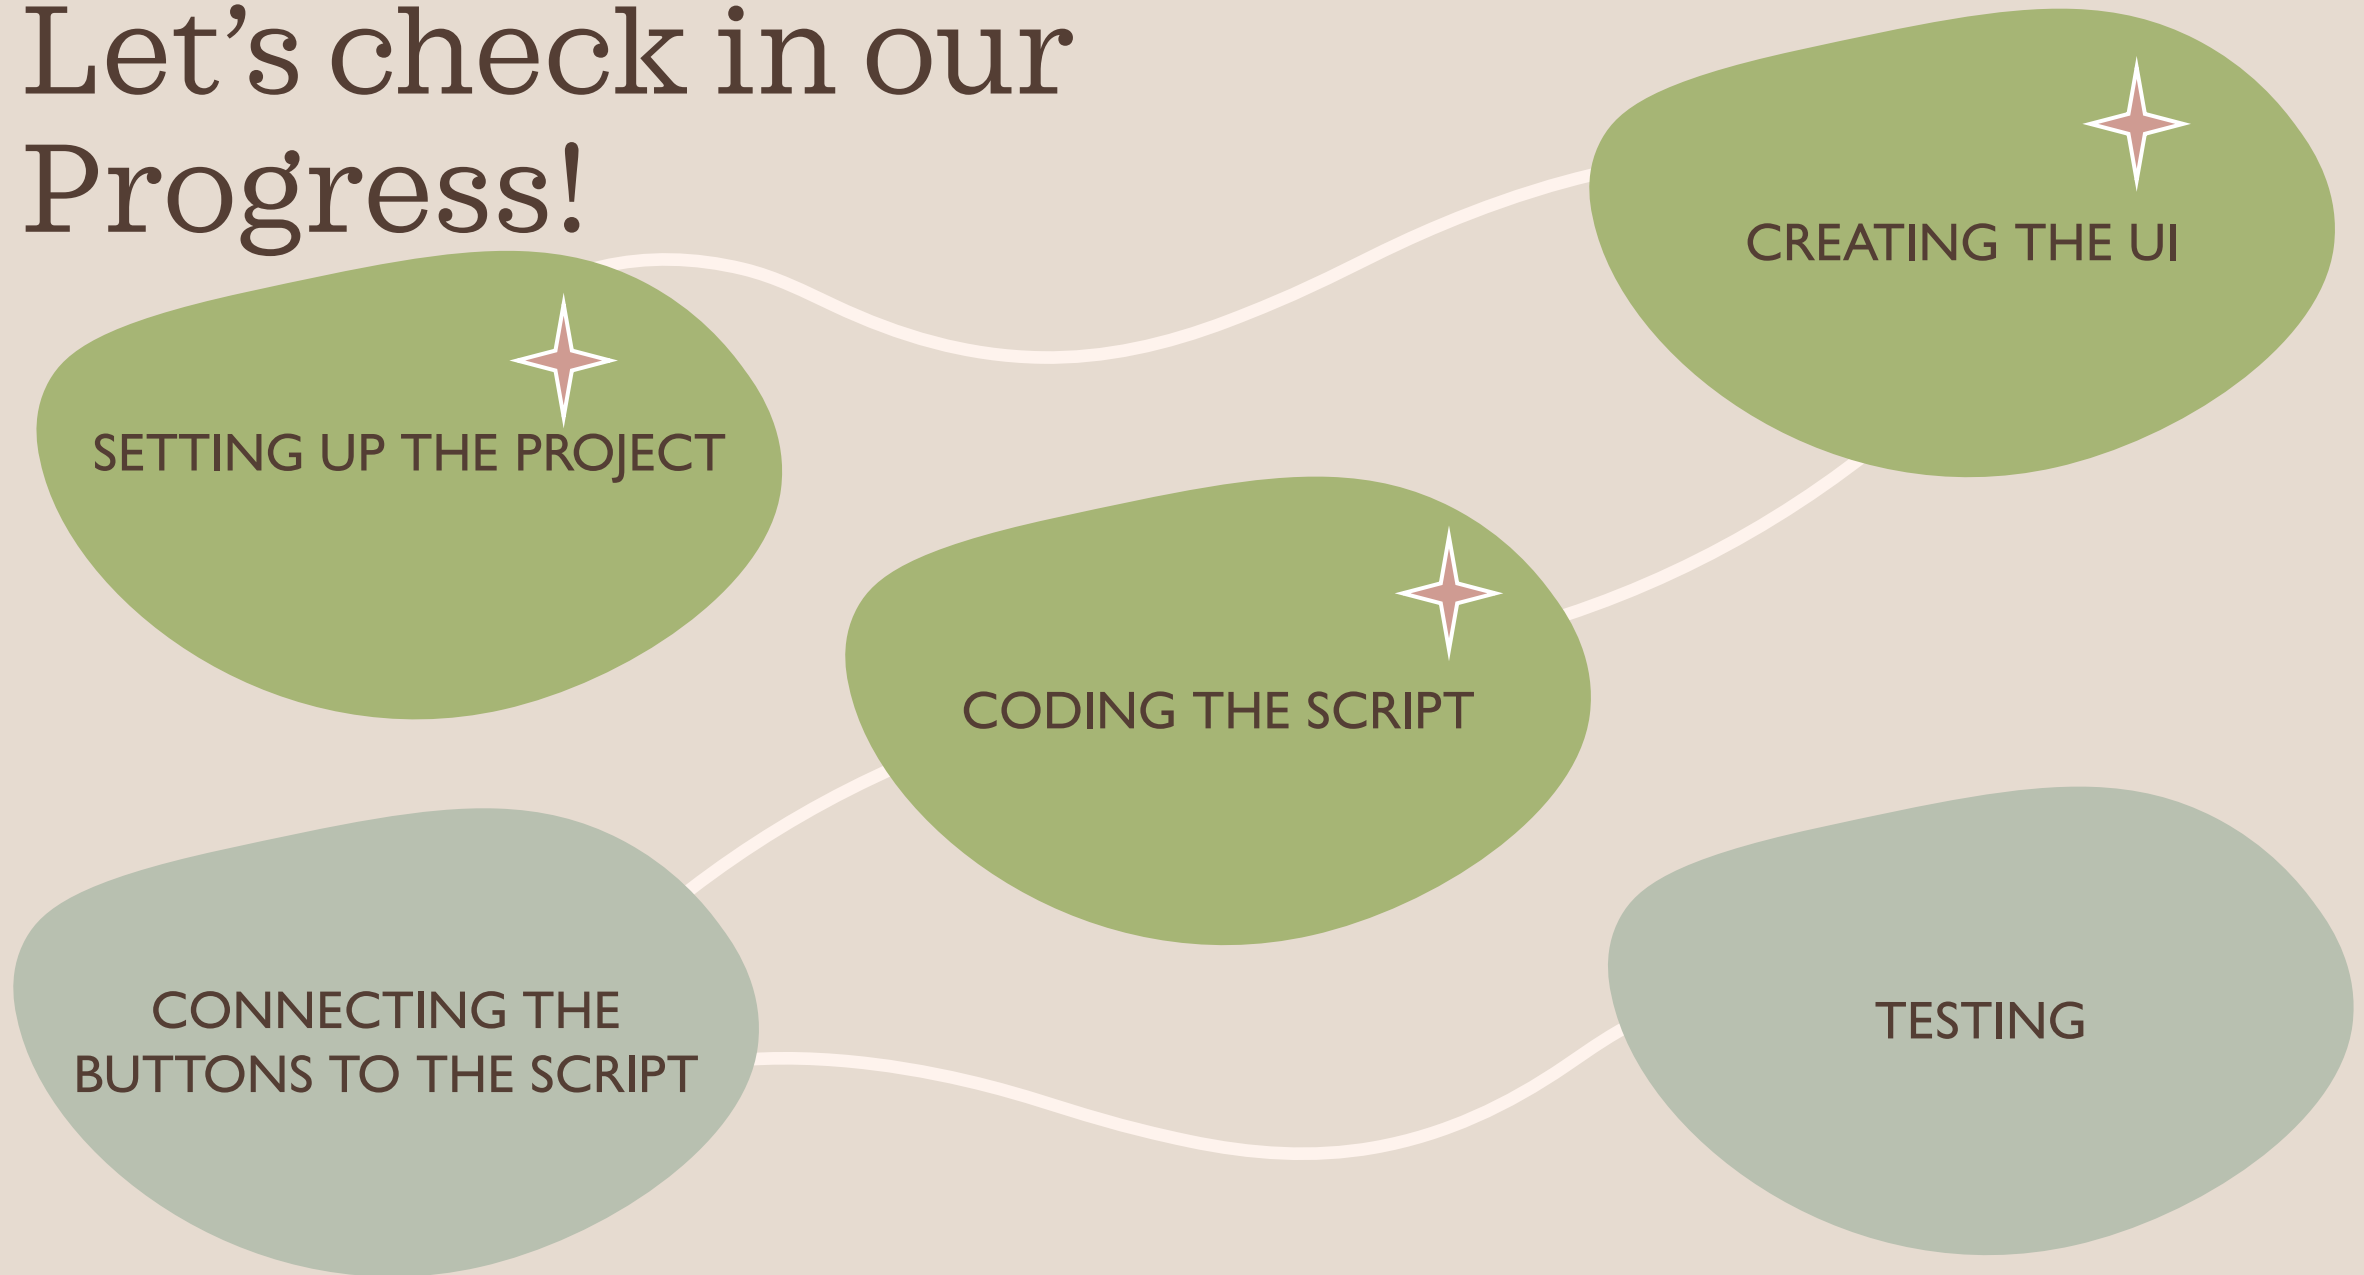 Let’s check in our
Progress!
SETTING UP THE PROJECT
CREATING THE UI
CODING THE SCRIPT
CONNECTING THE
BUTTONS TO THE SCRIPT
TESTING